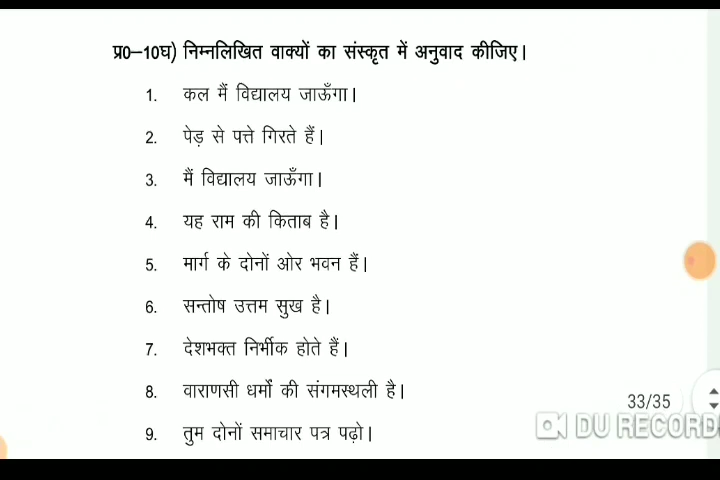 प्र0–10घ) निम्नलिखित वाक्यों का संस्कृत में अनुवाद कीजिए।
1. कल मैं विद्यालय जाऊँगा।
2. पेड़ से पत्ते गिरते हैं।
3. मैं विद्यालय जाऊँगा।
4. यह राम की किताब है।
5. मार्ग के दोनों ओर भवन हैं।
6. सन्तोष उत्तम सुख है।
7. देशभक्त निर्भीक होते हैं।
8. वाराणसी धर्मों की संगमस्थली है।
33/35
DU RECORD
9. तुम दोनों समाचार पत्र पढ़ो।